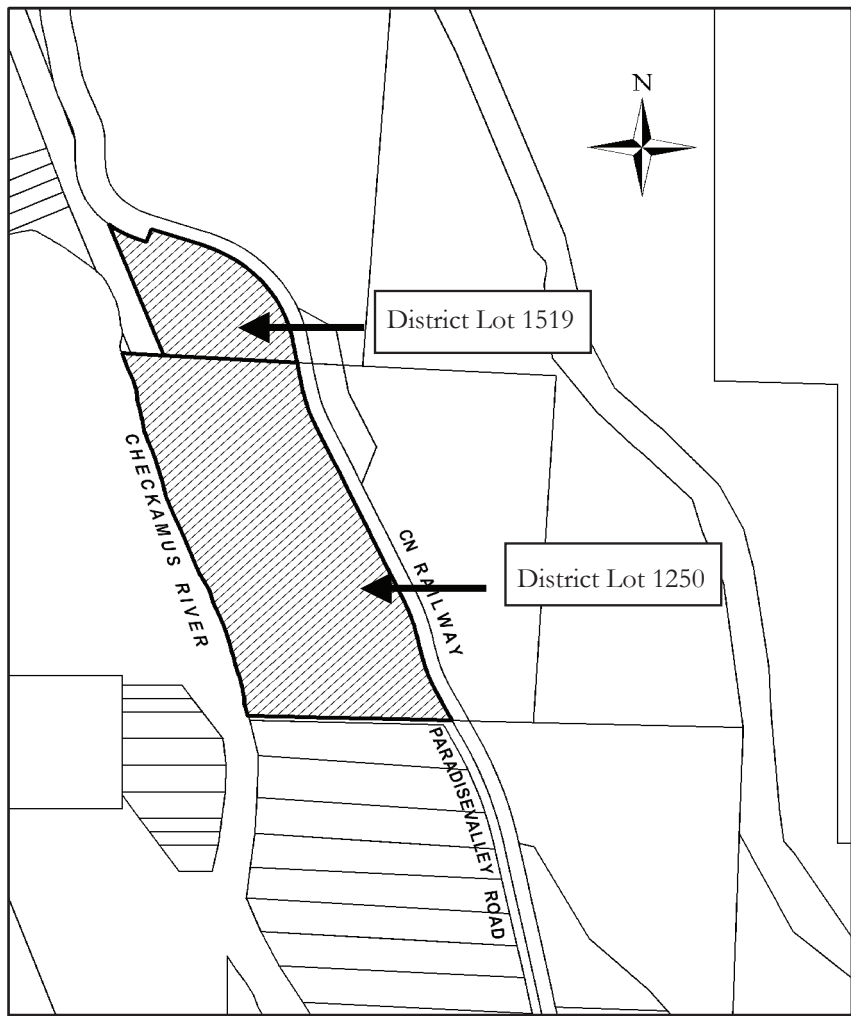 N
District Lot 1519
CHECKAMUS RIVER
CN RAILWAY
District Lot 1250
PARADISEVALLEY ROAD